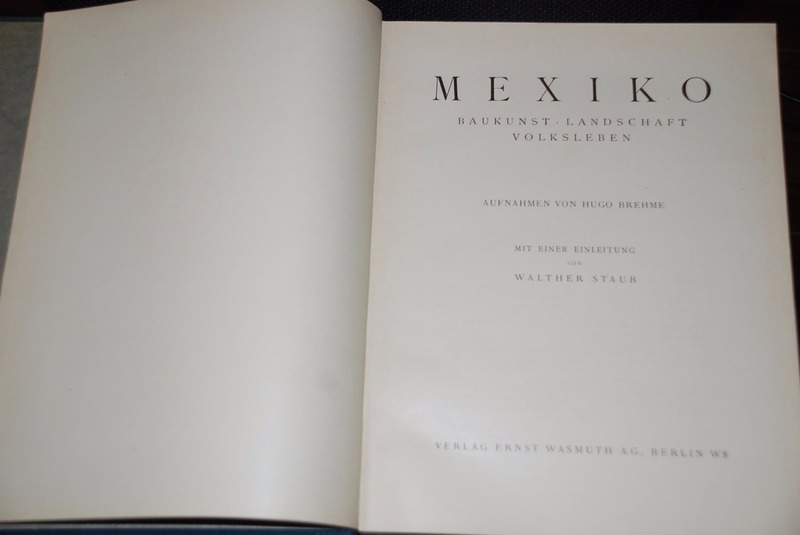 MEXIKO
BAUKUNST · LANDSCHAFT
VOLKSLEBEN
AUFNAHMEN VON HUGO BREHME
MIT EINER EINLEITUNG
VON
WALTHER STAUB
VERLAG ERNST WASMUTH AG, BERLIN W8